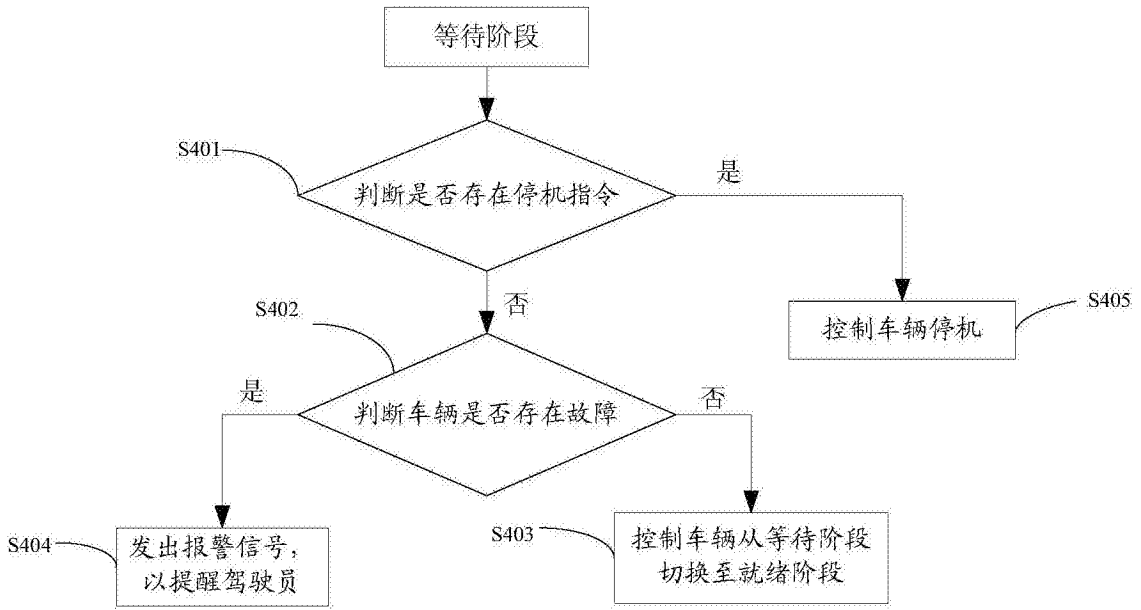 等待阶段
S401
判断是否存在停机指令
是
否
S402
控制车辆停机
S405
是
判断车辆是否存在故障
否
S404
发出报警信号，
以提醒驾驶员
S403
控制车辆从等待阶段
切换至就绪阶段